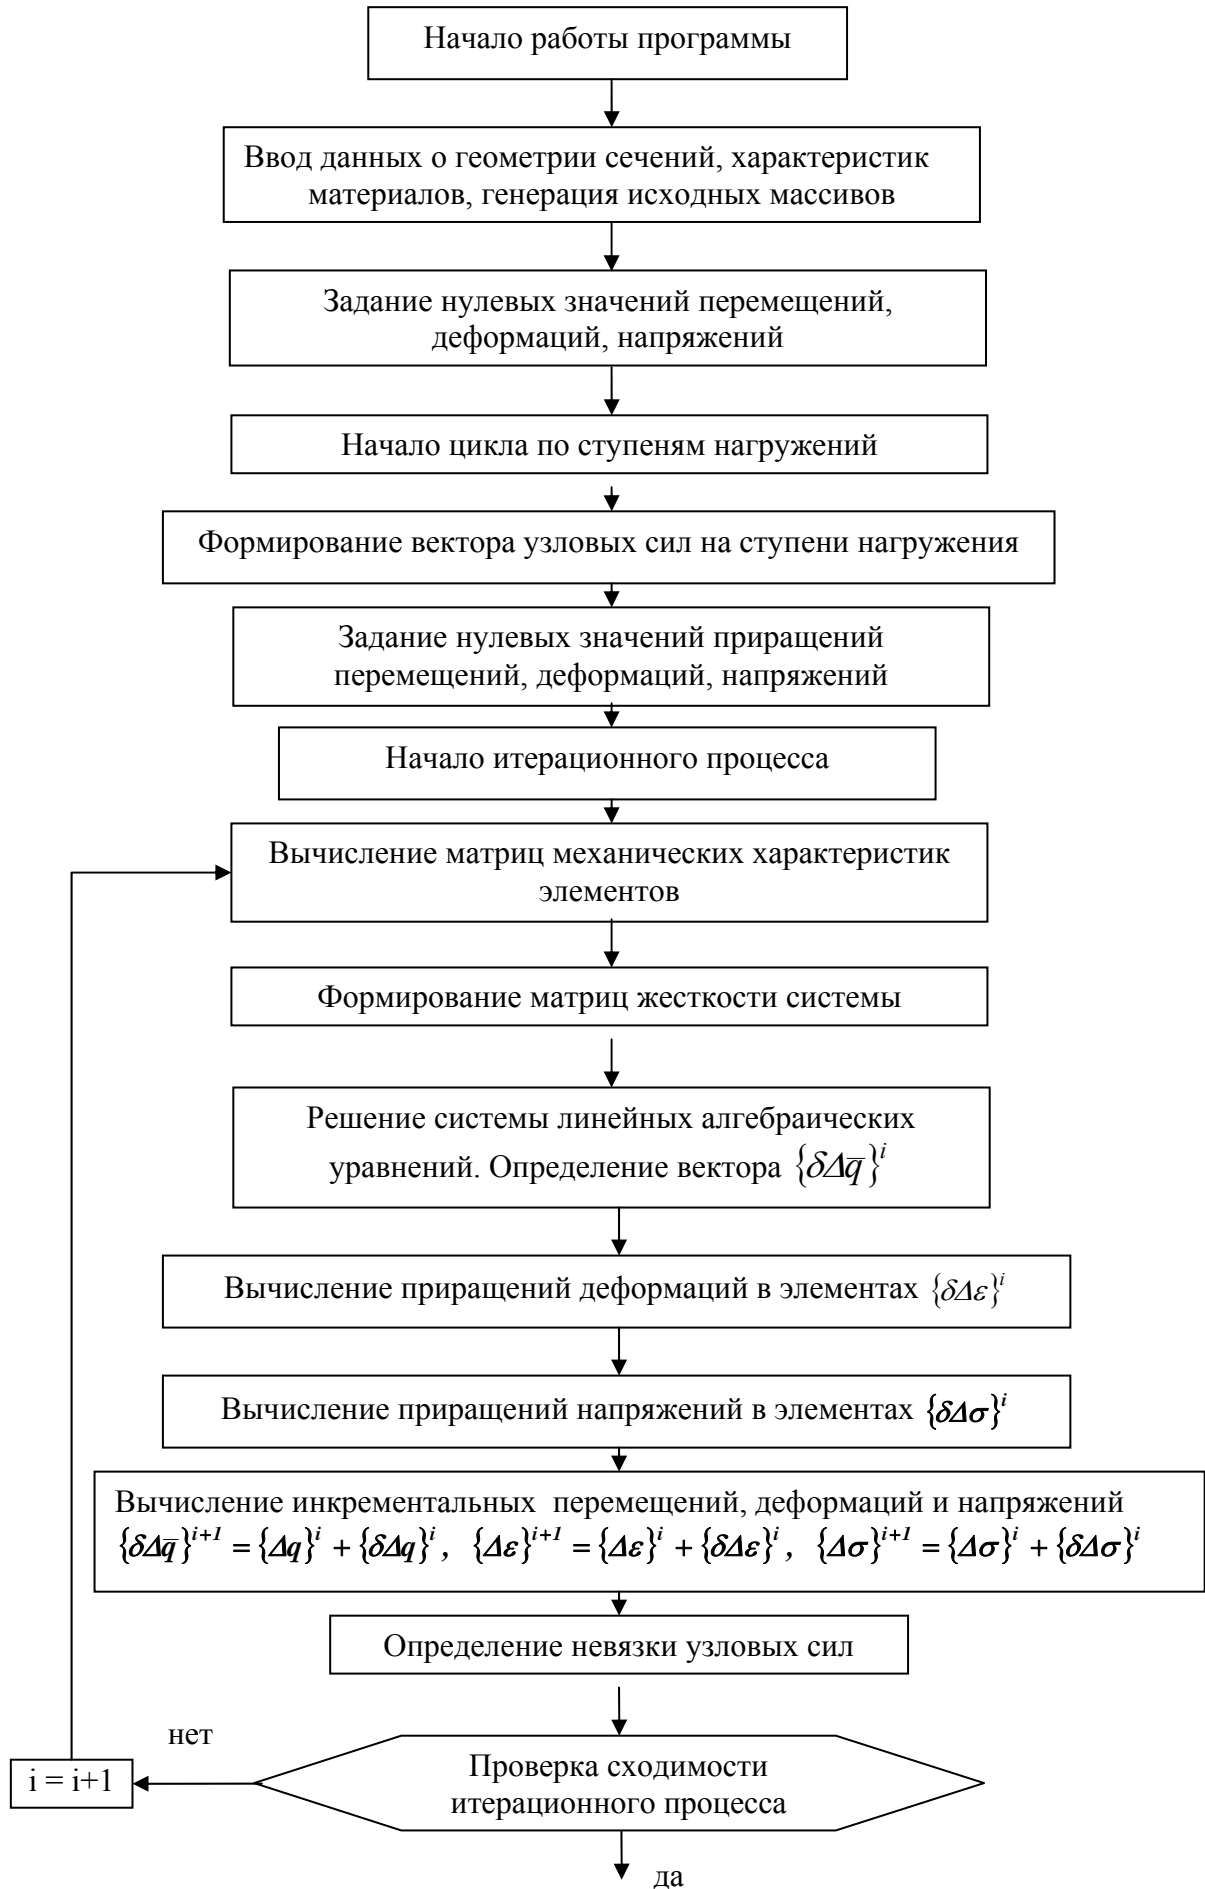 Начало работы программы
Ввод данных о геометрии сечений, характеристик
материалов, генерация исходных массивов
Задание нулевых значений перемещений,
деформаций, напряжений
Начало цикла по ступеням нагружений
Формирование вектора узловых сил на ступени нагружения
Задание нулевых значений приращений
перемещений, деформаций, напряжений
Начало итерационного процесса
Вычисление матриц механических характеристик
элементов
Формирование матриц жесткости системы
Решение системы линейных алгебраических
уравнений. Определение вектора {δΔq̅}ⁱ
Вычисление приращений деформаций в элементах {δΔε}ⁱ
Вычисление приращений напряжений в элементах {δΔσ}ⁱ
Вычисление инкрементальных перемещений, деформаций и напряжений
{δΔq̅}ⁱ⁺¹ = {Δq}ⁱ + {δΔq}ⁱ, {Δε}ⁱ⁺¹ = {Δε}ⁱ + {δΔε}ⁱ, {Δσ}ⁱ⁺¹ = {Δσ}ⁱ + {δΔσ}ⁱ
Определение невязки узловых сил
нет
i = i+1
Проверка сходимости
итерационного процесса
да